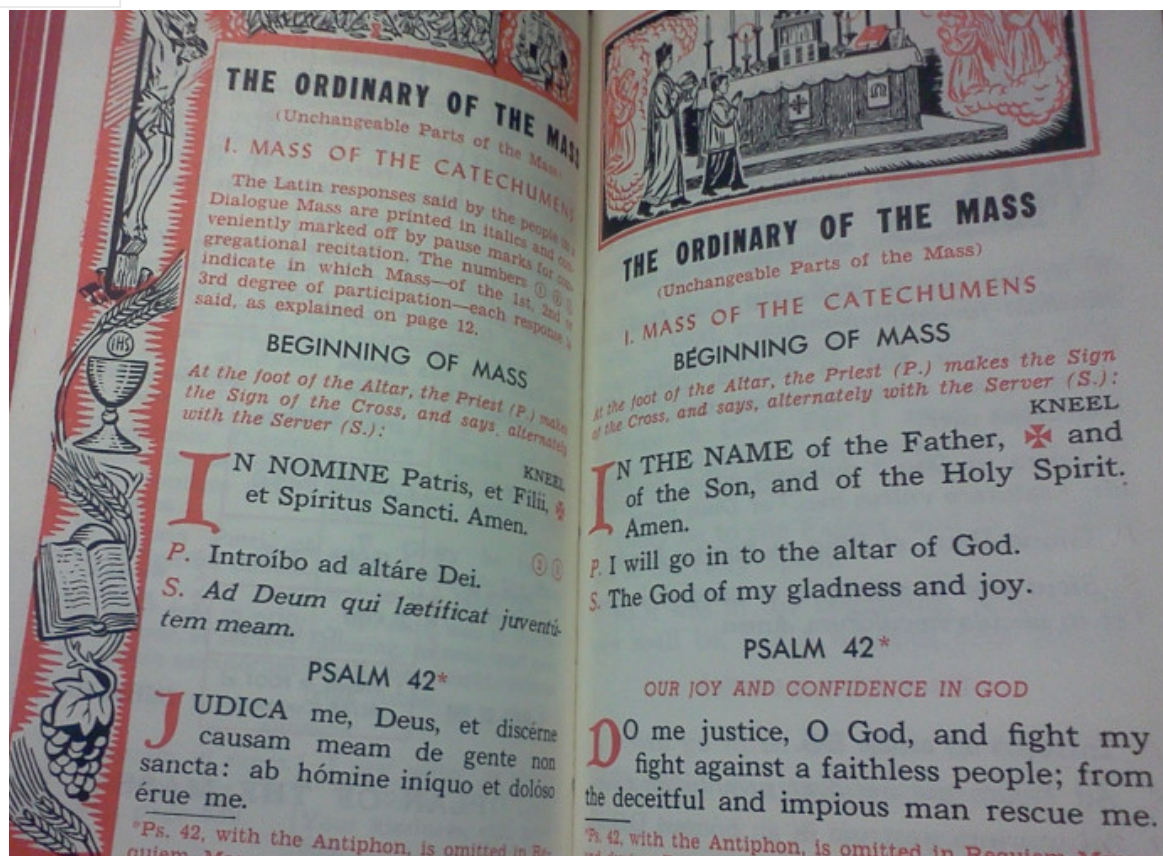 THE ORDINARY OF THE MASS
(Unchangeable Parts of the Mass)
I. MASS OF THE CATECHUMENS
The Latin responses said by the people in a
Dialogue Mass are printed in italics and con-
veniently marked off by pause marks for con-
gregational recitation. The numbers ① ②
indicate in which Mass—of the 1st, 2nd or
3rd degree of participation—each response is
said, as explained on page 12.
BEGINNING OF MASS
At the foot of the Altar, the Priest (P.) makes
the Sign of the Cross, and says, alternately
with the Server (S.):
KNEEL
IN NOMINE Patris, et Fílii, ✠
et Spíritus Sancti. Amen.
P. Introíbo ad altáre Dei.
S. Ad Deum qui lætíficat juventú-
tem meam.
PSALM 42*
JUDICA me, Deus, et discérne
causam meam de gente non
sancta: ab hómine iníquo et dolóso
érue me.
*Ps. 42, with the Antiphon, is omitted in Re-
IHS
THE ORDINARY OF THE MASS
(Unchangeable Parts of the Mass)
I. MASS OF THE CATECHUMENS
BEGINNING OF MASS
At the foot of the Altar, the Priest (P.) makes the Sign
of the Cross, and says, alternately with the Server (S.):
KNEEL
IN THE NAME of the Father, ✠ and
of the Son, and of the Holy Spirit.
Amen.
P. I will go in to the altar of God.
S. The God of my gladness and joy.
PSALM 42*
OUR JOY AND CONFIDENCE IN GOD
DO me justice, O God, and fight my
fight against a faithless people; from
the deceitful and impious man rescue me.
*Ps. 42, with the Antiphon, is omitted in Requiem